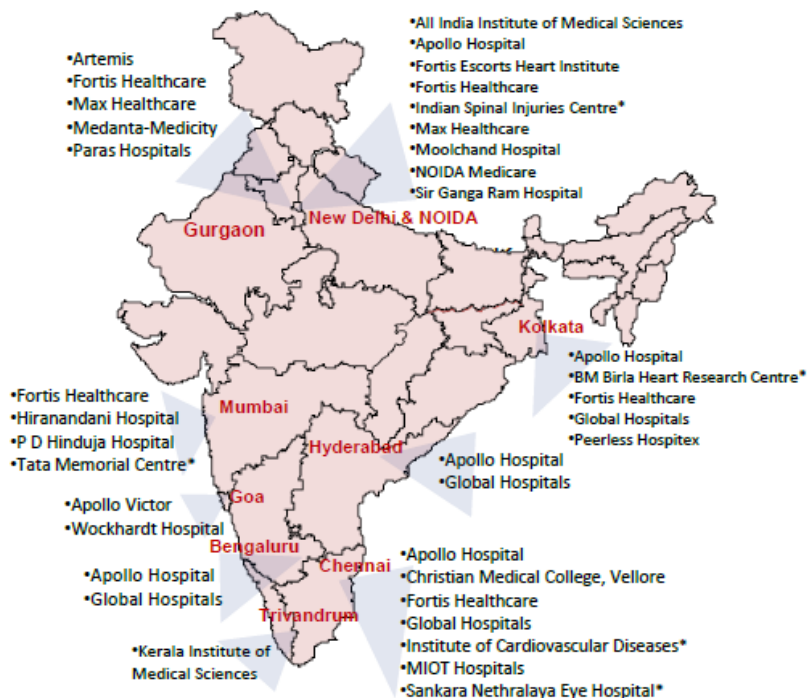 •Artemis
•Fortis Healthcare
•Max Healthcare
•Medanta-Medicity
•Paras Hospitals
•All India Institute of Medical Sciences
•Apollo Hospital
•Fortis Escorts Heart Institute
•Fortis Healthcare
•Indian Spinal Injuries Centre*
•Max Healthcare
•Moolchand Hospital
•NOIDA Medicare
•Sir Ganga Ram Hospital
Gurgaon
New Delhi & NOIDA
Kolkata
•Apollo Hospital
•BM Birla Heart Research Centre*
•Fortis Healthcare
•Global Hospitals
•Peerless Hospitex
•Fortis Healthcare
•Hiranandani Hospital
•P D Hinduja Hospital
•Tata Memorial Centre*
Mumbai
Hyderabad
•Apollo Hospital
•Global Hospitals
Goa
•Apollo Victor
•Wockhardt Hospital
Bengaluru
•Apollo Hospital
•Global Hospitals
Chennai
•Apollo Hospital
•Christian Medical College, Vellore
•Fortis Healthcare
•Global Hospitals
•Institute of Cardiovascular Diseases*
•MIOT Hospitals
•Sankara Nethralaya Eye Hospital*
Trivandrum
•Kerala Institute of
Medical Sciences